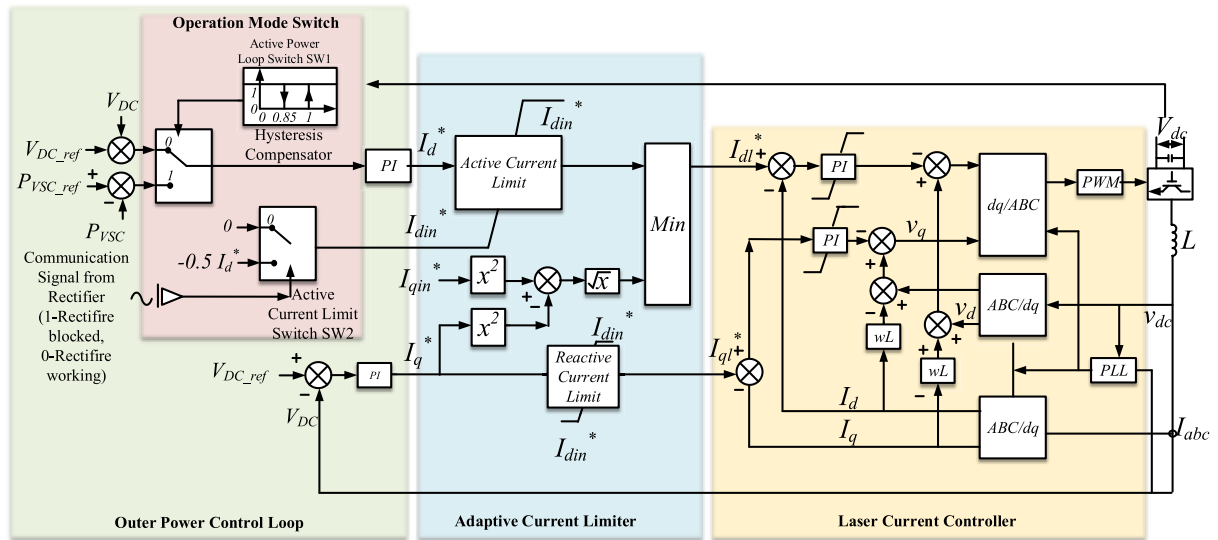 Operation Mode Switch
Active Power
Loop Switch SW1
1
0
0 0.85 1
Hysteresis
Compensator
V_DC
V_DC_ref
P_VSC_ref
+
-
P_VSC
0
1
PI
I_d^*
0
-0.5 I_d^*
0
Communication
Signal from
Rectifier
(1-Rectifire
blocked,
0-Rectifire
working)
Active
Current Limit
Switch SW2
V_DC_ref
+
-
V_DC
PI
I_q^*
Outer Power Control Loop
I_din^*
Active Current
Limit
I_din^*
I_qin^*
x^2
x^2
+
-
√x
Min
I_din^*
Reactive
Current
Limit
I_din^*
Adaptive Current Limiter
I_dl^*
+
-
PI
-
+
dq/ABC
PWM
V_dc
L
PI
-
+
v_q
-
+
ABC/dq
v_d
v_dc
+
+
wL
wL
-
I_ql^*
+
-
PLL
I_d
I_q
ABC/dq
I_abc
Laser Current Controller